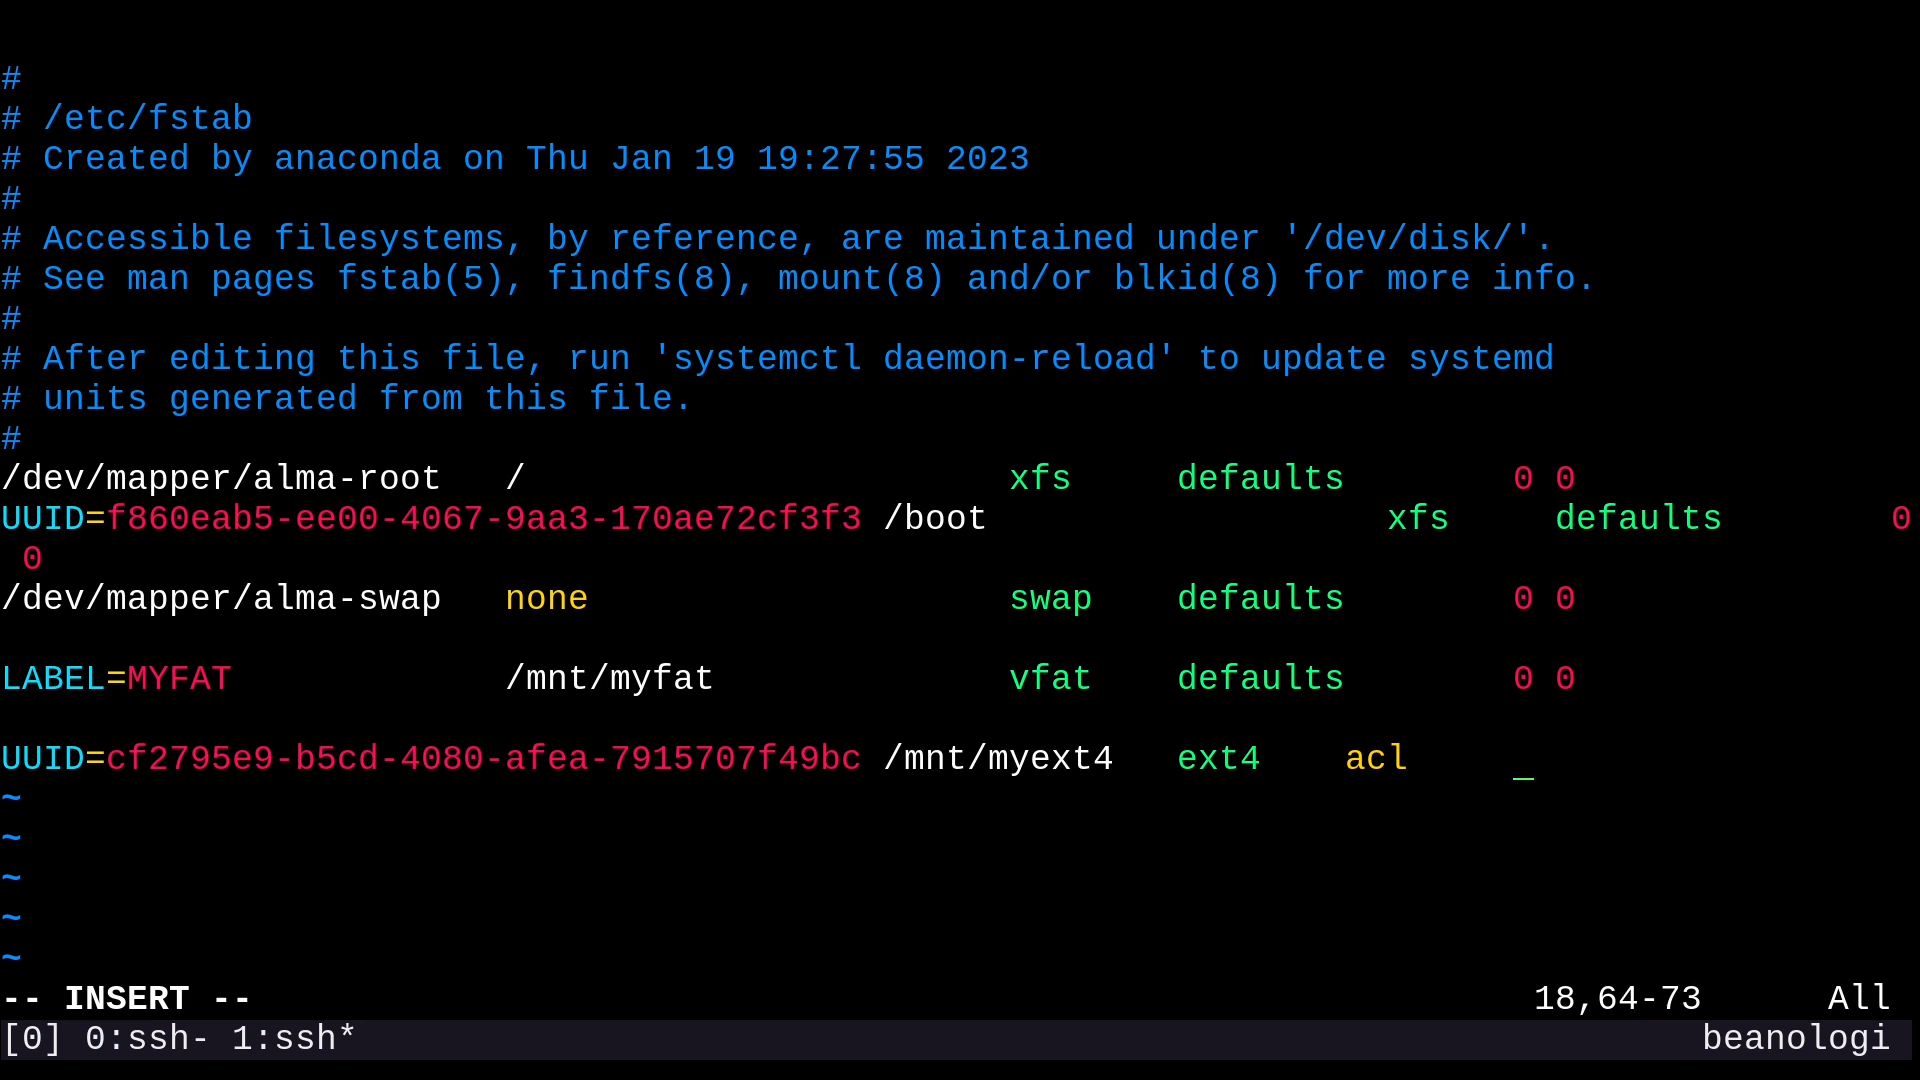 #
# /etc/fstab
# Created by anaconda on Thu Jan 19 19:27:55 2023
#
# Accessible filesystems, by reference, are maintained under '/dev/disk/'.
# See man pages fstab(5), findfs(8), mount(8) and/or blkid(8) for more info.
#
# After editing this file, run 'systemctl daemon-reload' to update systemd
# units generated from this file.
#
/dev/mapper/alma-root   /                       xfs     defaults        0 0
UUID=f860eab5-ee00-4067-9aa3-170ae72cf3f3 /boot                   xfs     defaults        0
 0
/dev/mapper/alma-swap   none                    swap    defaults        0 0

LABEL=MYFAT             /mnt/myfat              vfat    defaults        0 0

UUID=cf2795e9-b5cd-4080-afea-7915707f49bc /mnt/myext4   ext4    acl     _
~
~
~
~
~
-- INSERT --                                                             18,64-73      All
[0] 0:ssh- 1:ssh*                                                                beanologi